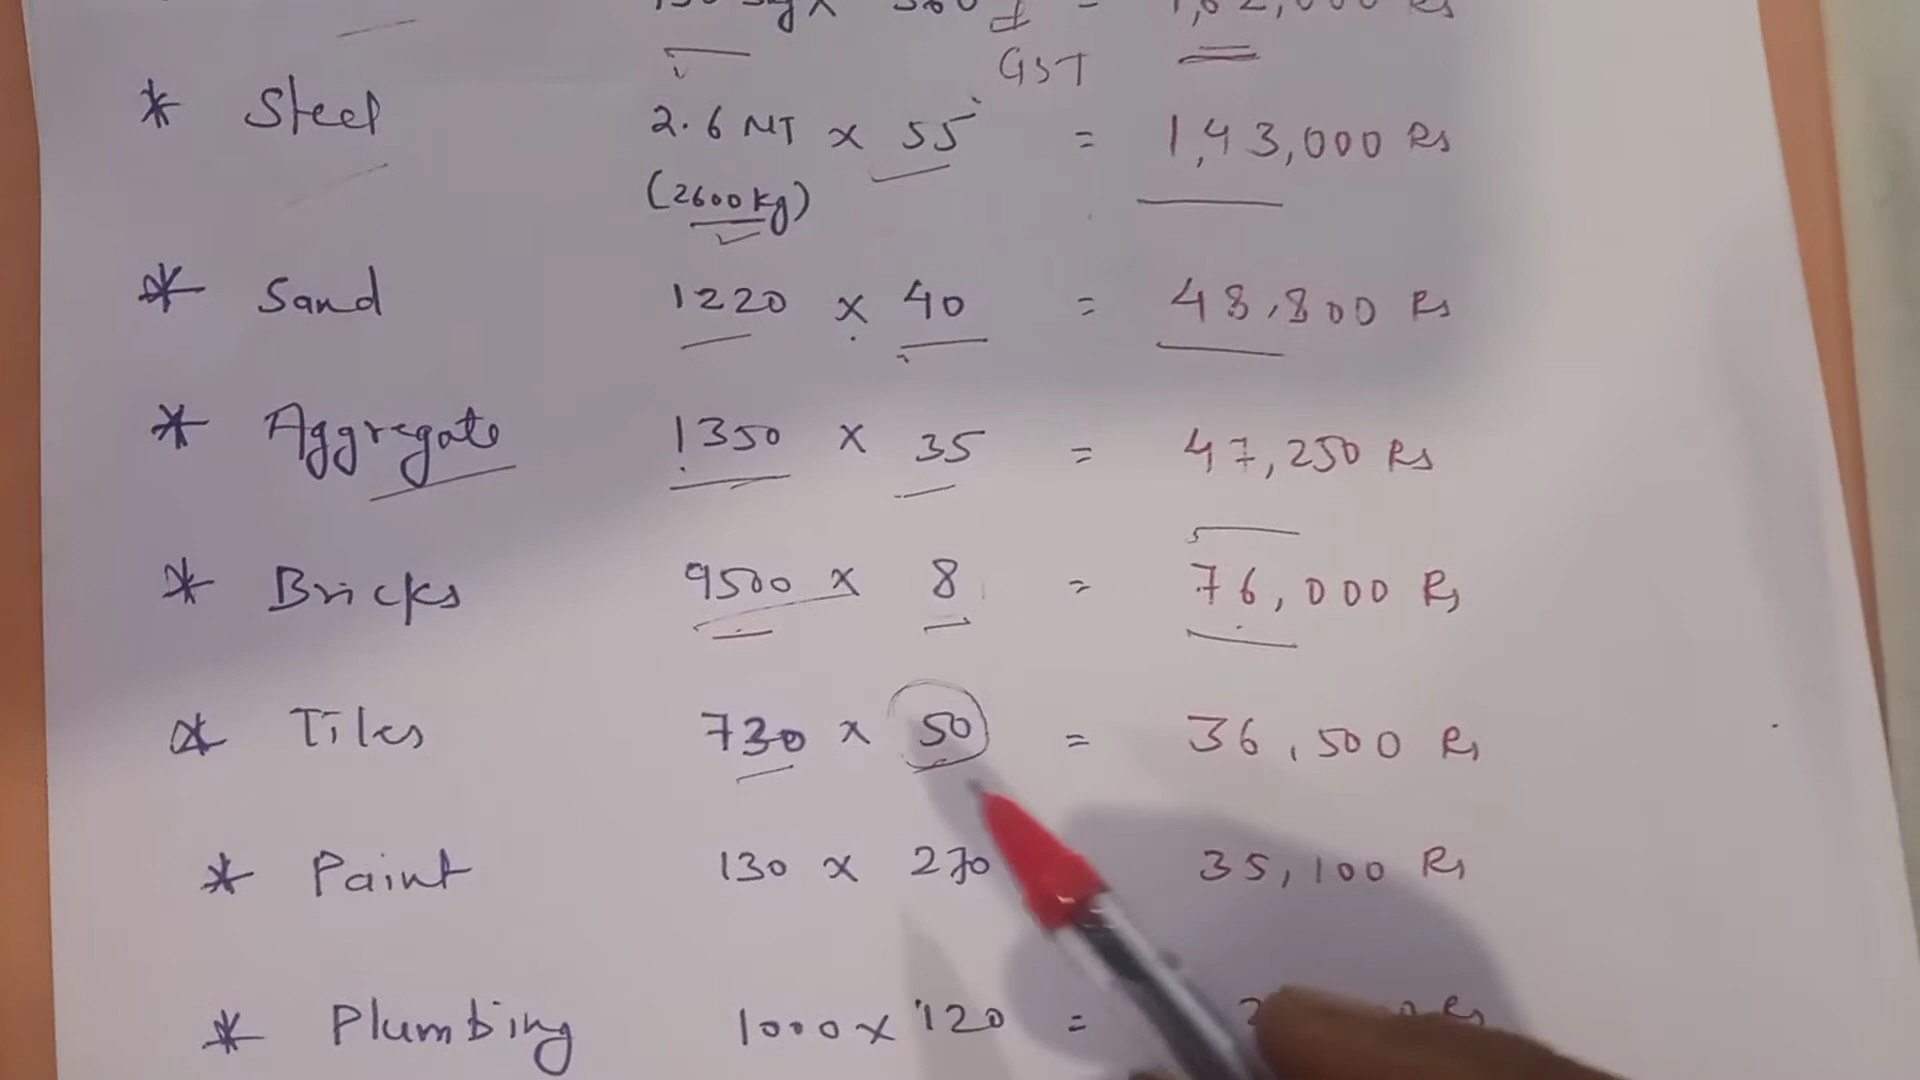 GST
* Steel 2.6 MT x 55 = 1,43,000 Rs
(2600 kg)
* Sand 1220 x 40 = 48,800 Rs
* Aggregate 1350 x 35 = 47,250 Rs
* Bricks 9500 x 8 = 76,000 Rs
* Tiles 730 x 50 = 36,500 Rs
* Paint 130 x 270 35,100 Rs
* Plumbing 1000 x 120 = Rs